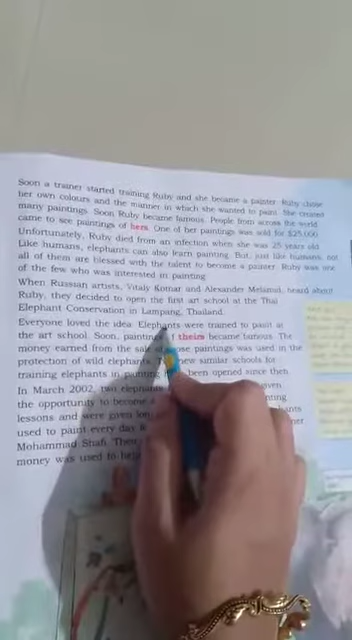 Soon a trainer started training Ruby and she became a painter. Ruby chose
her own colours and the manner in which she wanted to paint. She created
many paintings. Soon Ruby became famous. People from across the world
came to see paintings of hers. One of her paintings was sold for $25,000.
Unfortunately, Ruby died from an infection when she was 25 years old.
Like humans, elephants can also learn painting. But, just like humans, not
all of them are blessed with the talent to become a painter. Ruby was one
of the few who was interested in painting.
When Russian artists, Vitaly Komar and Alexander Melamid, heard about
Ruby, they decided to open the first art school at the Thai
Elephant Conservation in Lampang, Thailand.
Everyone loved the idea. Elephants were trained to paint at
the art school. Soon, paintings of theirs became famous. The
money earned from the sale of those paintings was used in the
protection of wild elephants. new similar schools for
training elephants in painting been opened since then.
In March 2002, two elephants given
the opportunity to become
lessons and were given
used to paint every day
Mohammad Shafi.
money was used to